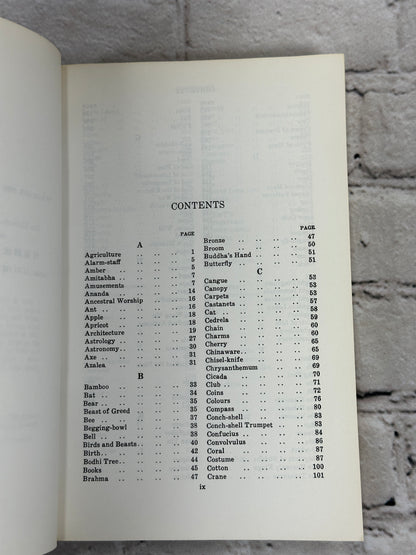 CONTENTS
PAGE
A
Agriculture .. .. .. 1
Alarm-staff .. .. .. 5
Amber .. .. .. .. 5
Amitabha .. .. .. .. 7
Amusements .. .. .. 7
Ananda .. .. .. .. 14
Ancestral Worship .. .. 16
Ant .. .. .. .. .. 16
Apple .. .. .. .. 18
Apricot .. .. .. .. 18
Architecture .. .. .. 19
Astrology .. .. .. .. 27
Astronomy .. .. .. .. 30
Axe .. .. .. .. .. 31
Azalea .. .. .. .. 31
B
Bamboo .. .. .. .. 33
Bat .. .. .. .. .. 34
Bear .. .. .. .. .. 35
Beast of Greed .. .. .. 35
Bee .. .. .. .. .. 37
Begging-bowl .. .. .. 38
Bell .. .. .. .. .. 38
Birds and Beasts .. .. .. 40
Birth .. .. .. .. .. 42
Bodhi Tree .. .. .. .. 44
Books .. .. .. .. 45
Brahma .. .. .. .. 47
PAGE
Bronze .. .. .. .. 47
Broom .. .. .. .. 50
Buddha's Hand .. .. .. 51
Butterfly .. .. .. .. 51
C
Cangue .. .. .. .. 53
Canopy .. .. .. .. 53
Carpets .. .. .. .. 53
Castanets .. .. .. .. 57
Cat .. .. .. .. .. 58
Cedrela .. .. .. .. 59
Chain .. .. .. .. 60
Charms .. .. .. .. 60
Cherry .. .. .. .. 65
Chinaware .. .. .. .. 65
Chisel-knife .. .. .. 69
Chrysanthemum .. .. .. 69
Cicada .. .. .. .. 70
Club .. .. .. .. .. 71
Coins .. .. .. .. 72
Colours .. .. .. .. 76
Compass .. .. .. .. 80
Conch-shell .. .. .. 83
Conch-shell Trumpet .. .. 83
Confucius .. .. .. .. 84
Convolvulus .. .. .. 86
Coral .. .. .. .. 87
Costume .. .. .. .. 87
Cotton .. .. .. .. 100
Crane .. .. .. .. 101
ix